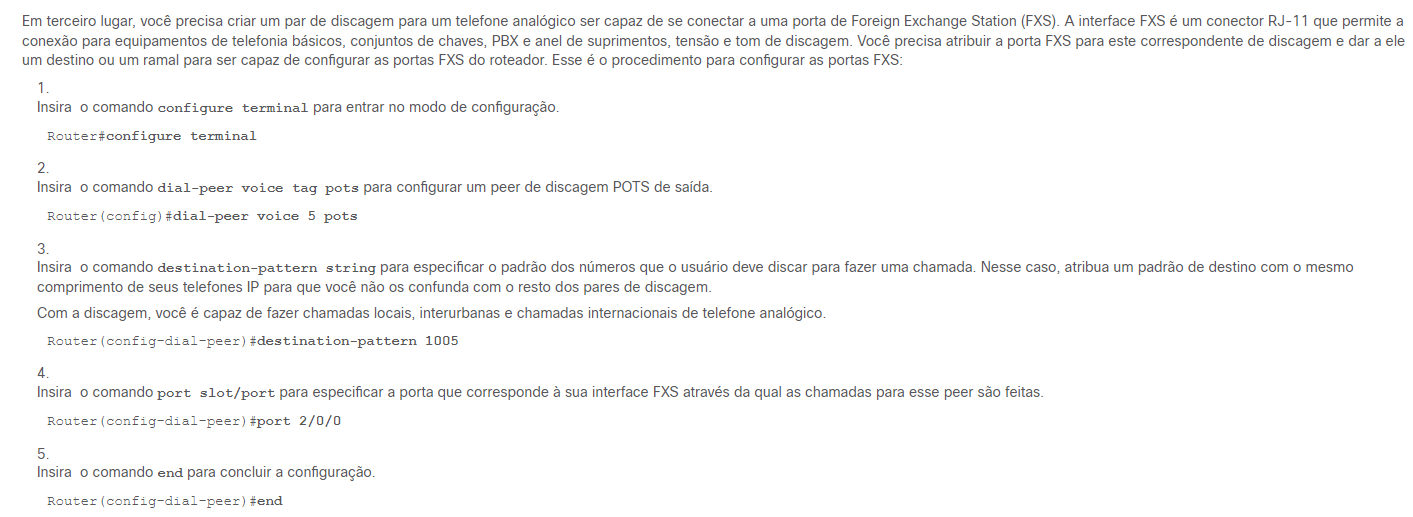 Em terceiro lugar, você precisa criar um par de discagem para um telefone analógico ser capaz de se conectar a uma porta de Foreign Exchange Station (FXS). A interface FXS é um conector RJ-11 que permite a
conexão para equipamentos de telefonia básicos, conjuntos de chaves, PBX e anel de suprimentos, tensão e tom de discagem. Você precisa atribuir a porta FXS para este correspondente de discagem e dar a ele
um destino ou um ramal para ser capaz de configurar as portas FXS do roteador. Esse é o procedimento para configurar as portas FXS:
1.
Insira o comando configure terminal para entrar no modo de configuração.
Router#configure terminal
2.
Insira o comando dial-peer voice tag pots para configurar um peer de discagem POTS de saída.
Router(config)#dial-peer voice 5 pots
3.
Insira o comando destination-pattern string para especificar o padrão dos números que o usuário deve discar para fazer uma chamada. Nesse caso, atribua um padrão de destino com o mesmo
comprimento de seus telefones IP para que você não os confunda com o resto dos pares de discagem.
Com a discagem, você é capaz de fazer chamadas locais, interurbanas e chamadas internacionais de telefone analógico.
Router(config-dial-peer)#destination-pattern 1005
4.
Insira o comando port slot/port para especificar a porta que corresponde à sua interface FXS através da qual as chamadas para esse peer são feitas.
Router(config-dial-peer)#port 2/0/0
5.
Insira o comando end para concluir a configuração.
Router(config-dial-peer)#end